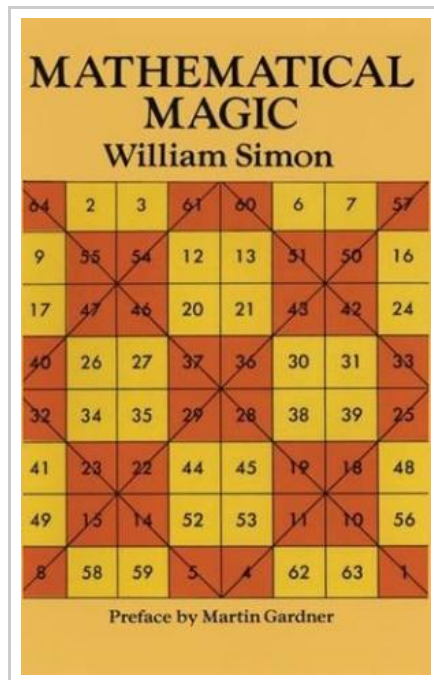 MATHEMATICAL
MAGIC
William Simon
64 2 3 61 60 6 7 57
9 55 54 12 13 51 50 16
17 47 46 20 21 43 42 24
40 26 27 37 36 30 31 33
32 34 35 29 28 38 39 25
41 23 22 44 45 19 18 48
49 15 14 52 53 11 10 56
8 58 59 5 4 62 63 1
Preface by Martin Gardner